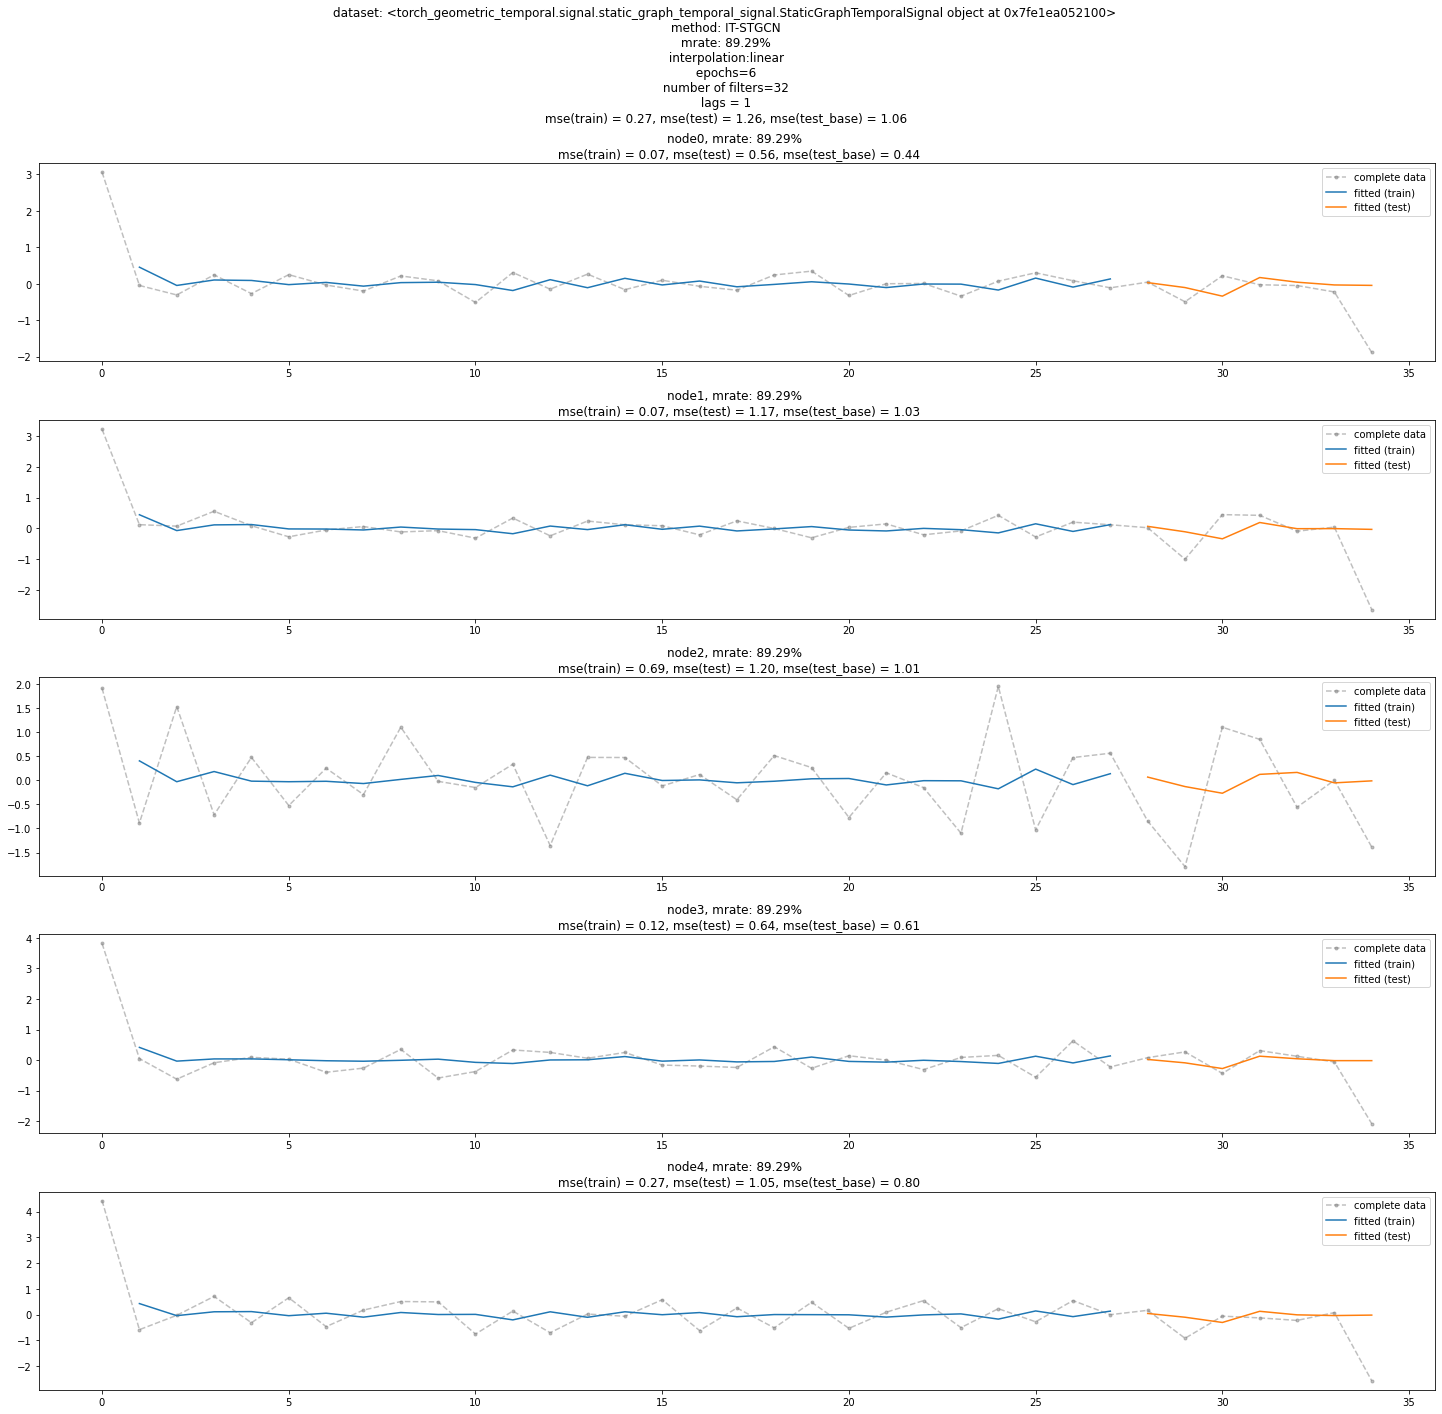 dataset: <torch_geometric_temporal.signal.static_graph_temporal_signal.StaticGraphTemporalSignal object at 0x7fe1ea052100>
method: IT-STGCN
mrate: 89.29%
interpolation:linear
epochs=6
number of filters=32
lags = 1
mse(train) = 0.27, mse(test) = 1.26, mse(test_base) = 1.06
node0, mrate: 89.29%
mse(train) = 0.07, mse(test) = 0.56, mse(test_base) = 0.44
3
2
1
0
−1
−2
complete data
fitted (train)
fitted (test)
0 5 10 15 20 25 30 35
node1, mrate: 89.29%
mse(train) = 0.07, mse(test) = 1.17, mse(test_base) = 1.03
3
2
1
0
−1
−2
complete data
fitted (train)
fitted (test)
0 5 10 15 20 25 30 35
node2, mrate: 89.29%
mse(train) = 0.69, mse(test) = 1.20, mse(test_base) = 1.01
2.0
1.5
1.0
0.5
0.0
−0.5
−1.0
−1.5
complete data
fitted (train)
fitted (test)
0 5 10 15 20 25 30 35
node3, mrate: 89.29%
mse(train) = 0.12, mse(test) = 0.64, mse(test_base) = 0.61
4
3
2
1
0
−1
−2
complete data
fitted (train)
fitted (test)
0 5 10 15 20 25 30 35
node4, mrate: 89.29%
mse(train) = 0.27, mse(test) = 1.05, mse(test_base) = 0.80
4
3
2
1
0
−1
−2
complete data
fitted (train)
fitted (test)
0 5 10 15 20 25 30 35